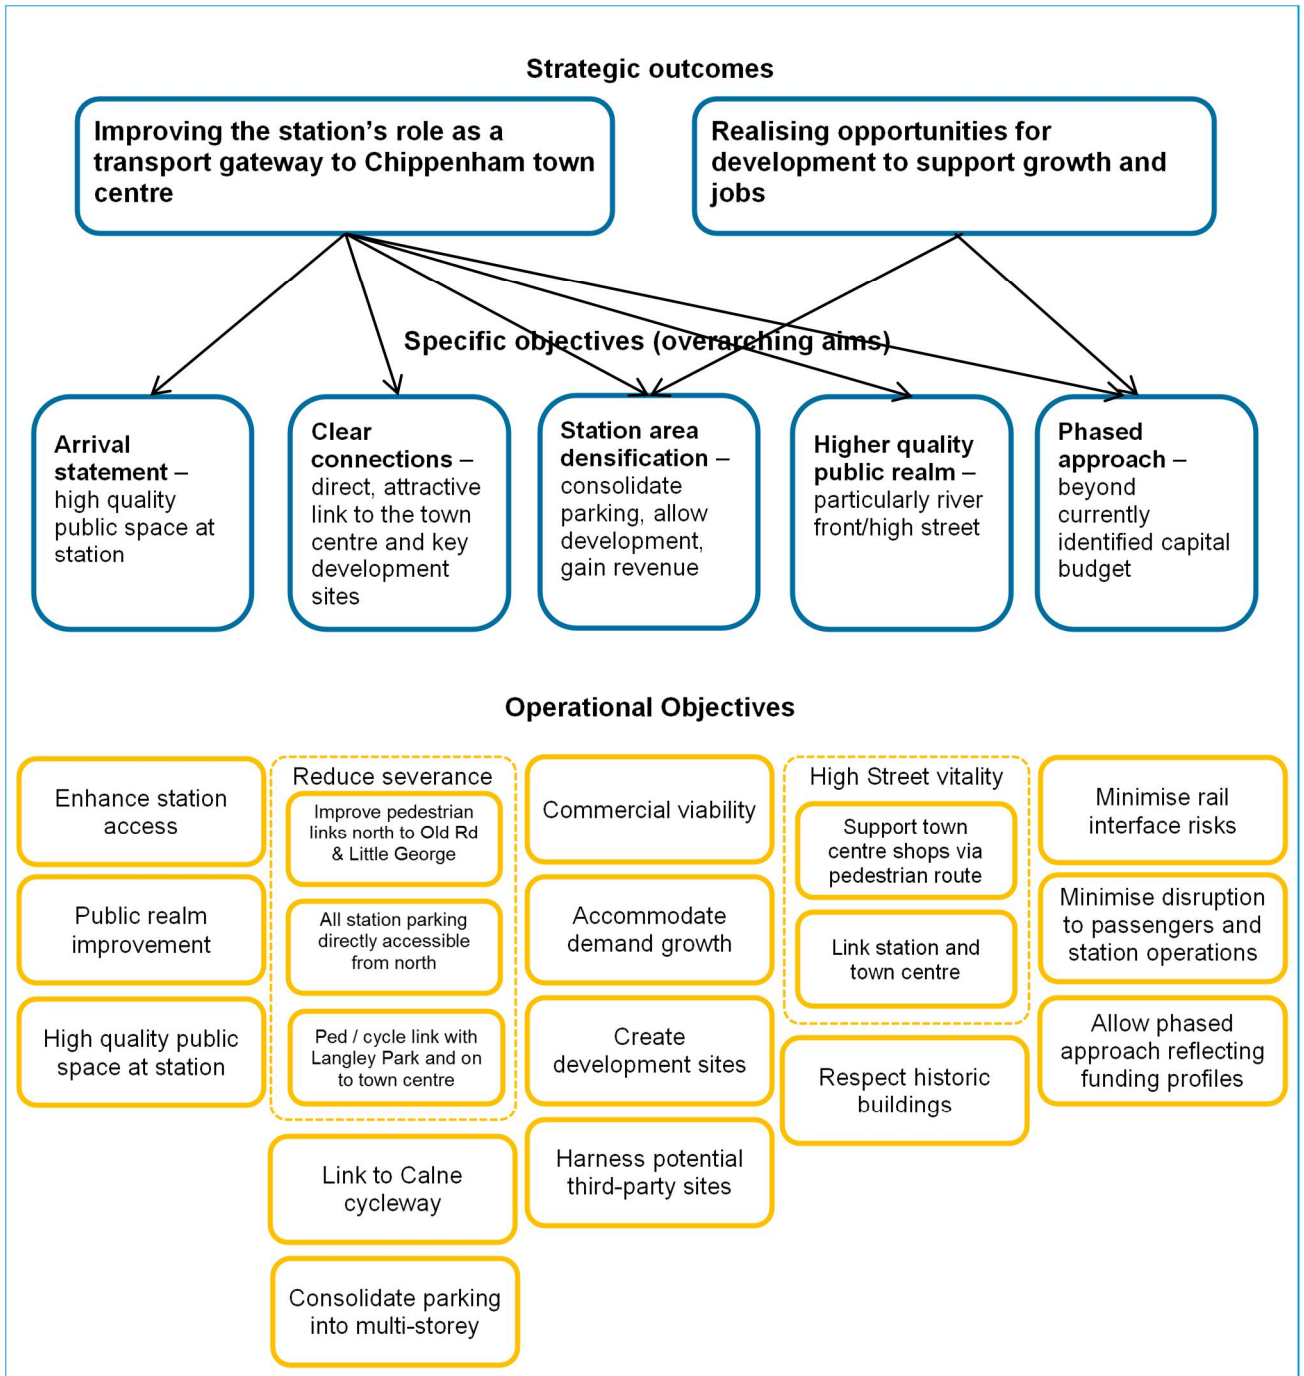 Strategic outcomes
Improving the station’s role as a
transport gateway to Chippenham town
centre
Realising opportunities for
development to support growth and
jobs
Specific objectives (overarching aims)
Arrival
statement –
high quality
public space at
station
Clear
connections –
direct, attractive
link to the town
centre and key
development
sites
Station area
densification –
consolidate
parking, allow
development,
gain revenue
Higher quality
public realm –
particularly river
front/high street
Phased
approach –
beyond
currently
identified capital
budget
Operational Objectives
Enhance station
access
Public realm
improvement
High quality public
space at station
Reduce severance
Improve pedestrian
links north to Old Rd
& Little George
All station parking
directly accessible
from north
Ped / cycle link with
Langley Park and on
to town centre
Link to Calne
cycleway
Consolidate parking
into multi-storey
Commercial viability
Accommodate
demand growth
Create
development sites
Harness potential
third-party sites
High Street vitality
Support town
centre shops via
pedestrian route
Link station and
town centre
Respect historic
buildings
Minimise rail
interface risks
Minimise disruption
to passengers and
station operations
Allow phased
approach reflecting
funding profiles